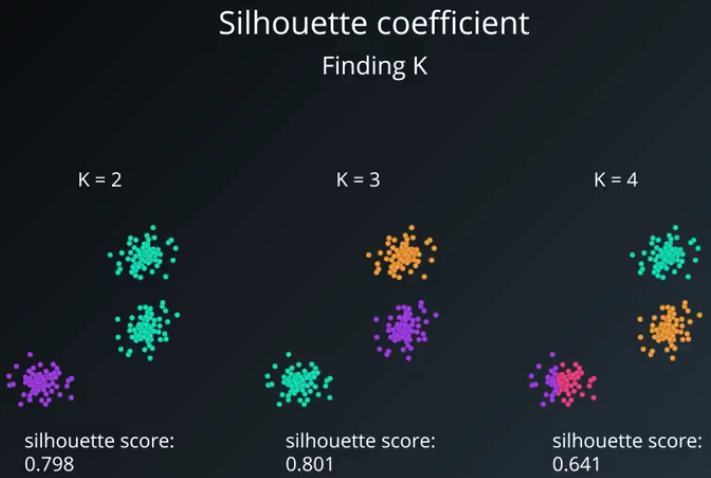 Silhouette coefficient
Finding K
K = 2
K = 3
K = 4
silhouette score:
0.798
silhouette score:
0.801
silhouette score:
0.641